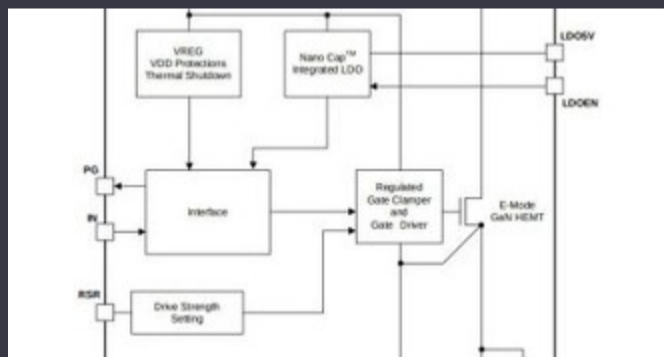 VREG
VDD Protections
Thermal Shutdown
Nano Cap™
Integrated LDO
LDO5V
LDOEN
PG
Interface
IN
Regulated
Gate Clamper
and
Gate Driver
E-Mode
GaN HEMT
RSR
Drive Strength
Setting